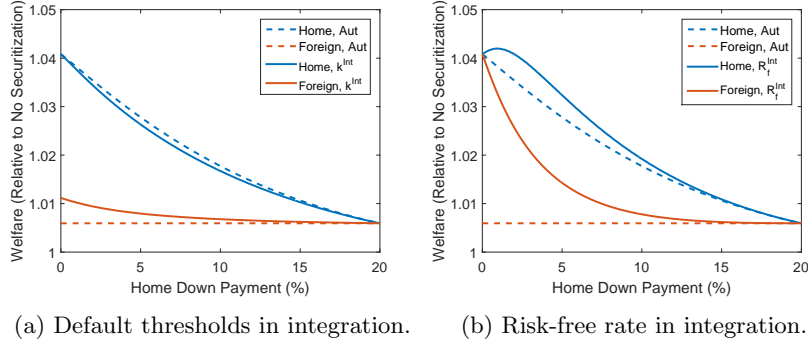 Welfare (Relative to No Securitization)
1.05
1.04
1.03
1.02
1.01
1
0 5 10 15 20
Home Down Payment (%)
Home, Aut
Foreign, Aut
Home, k^Int
Foreign, k^Int
(a) Default thresholds in integration.
Welfare (Relative to No Securitization)
1.05
1.04
1.03
1.02
1.01
1
0 5 10 15 20
Home Down Payment (%)
Home, Aut
Foreign, Aut
Home, R_f^Int
Foreign, R_f^Int
(b) Risk-free rate in integration.